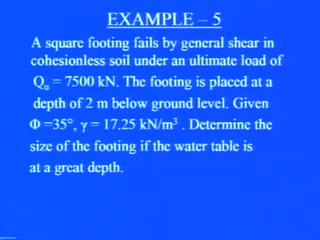 EXAMPLE – 5
A square footing fails by general shear in
cohesionless soil under an ultimate load of
Qu = 7500 kN. The footing is placed at a
depth of 2 m below ground level. Given
Φ =35°, γ = 17.25 kN/m³ . Determine the
size of the footing if the water table is
at a great depth.